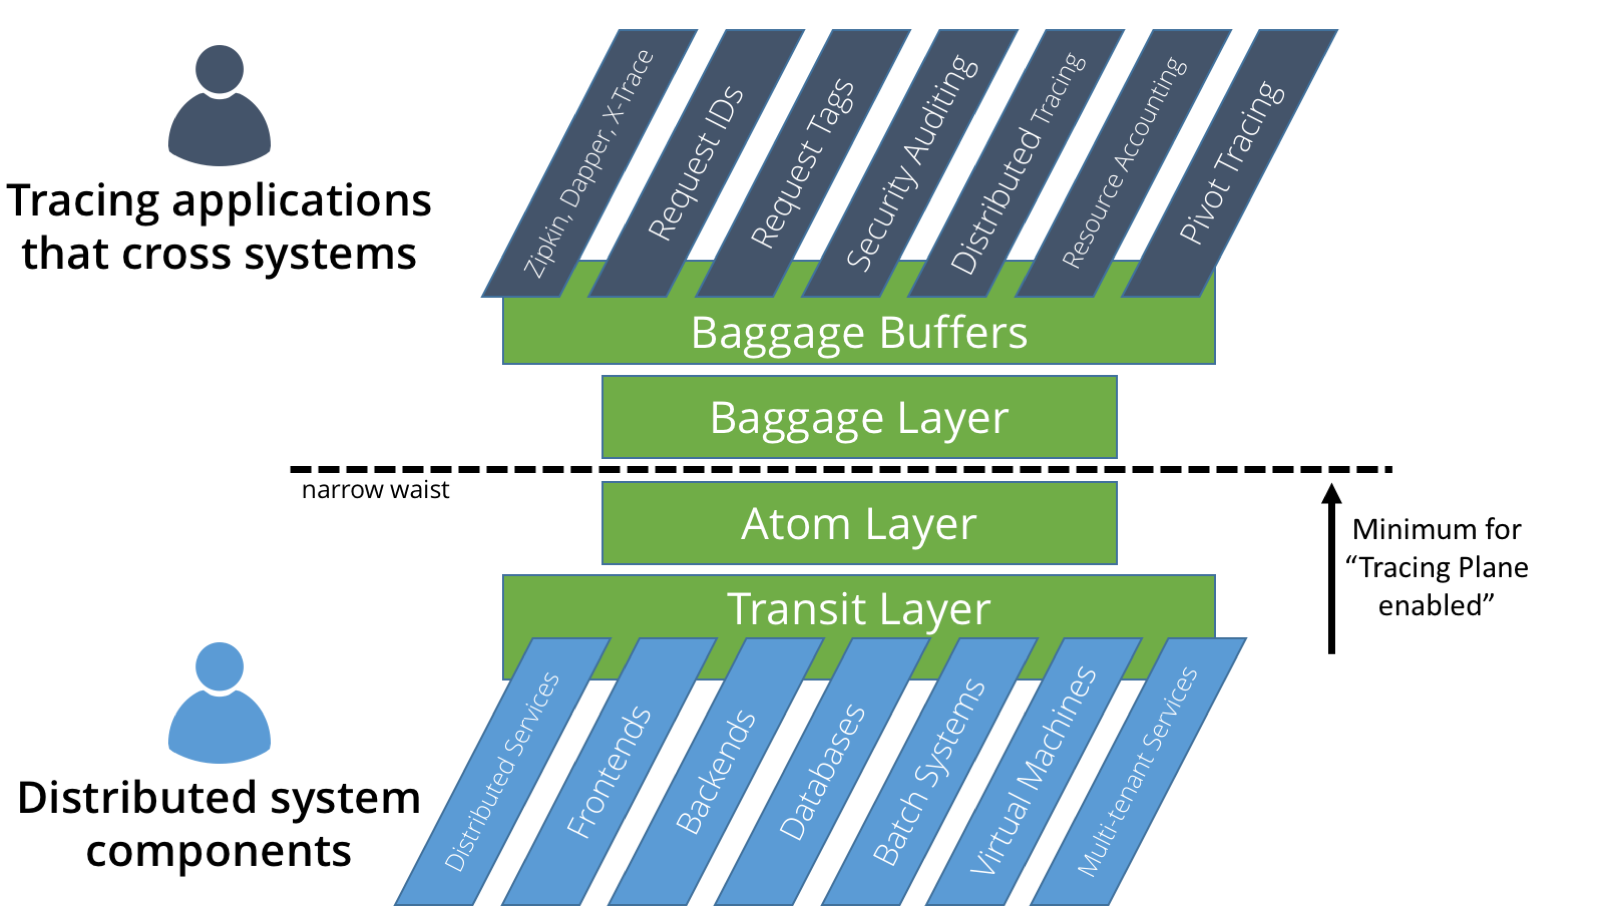 Tracing applications
that cross systems
Zipkin, Dapper, X-Trace
Request IDs
Request Tags
Security Auditing
Distributed Tracing
Resource Accounting
Pivot Tracing
Baggage Buffers
Baggage Layer
narrow waist
Atom Layer
Minimum for
“Tracing Plane
enabled”
Transit Layer
Distributed system
components
Distributed Services
Frontends
Backends
Databases
Batch Systems
Virtual Machines
Multi-tenant Services